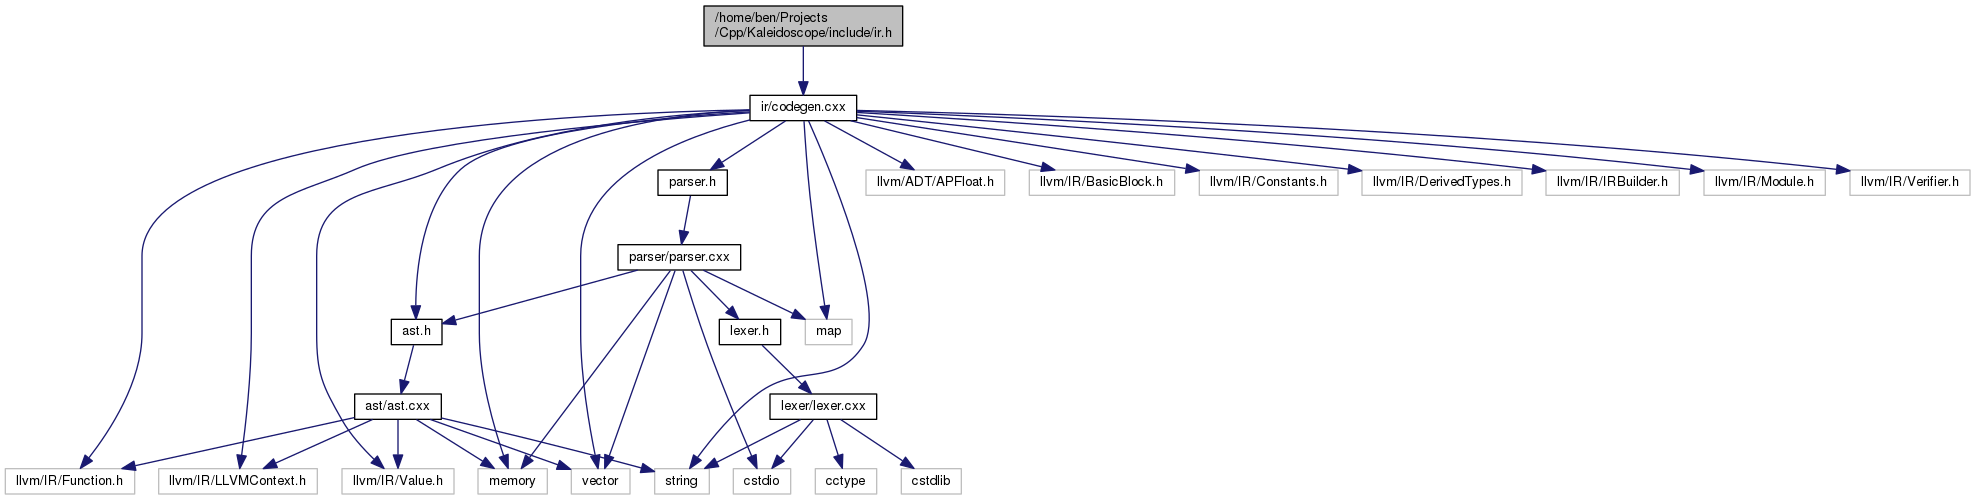 /home/ben/Projects
/Cpp/Kaleidoscope/include/ir.h
ir/codegen.cxx
parser.h
llvm/ADT/APFloat.h
llvm/IR/BasicBlock.h
llvm/IR/Constants.h
llvm/IR/DerivedTypes.h
llvm/IR/IRBuilder.h
llvm/IR/Module.h
llvm/IR/Verifier.h
parser/parser.cxx
ast.h
lexer.h
map
ast/ast.cxx
lexer/lexer.cxx
llvm/IR/Function.h
llvm/IR/LLVMContext.h
llvm/IR/Value.h
memory
vector
string
cstdio
cctype
cstdlib